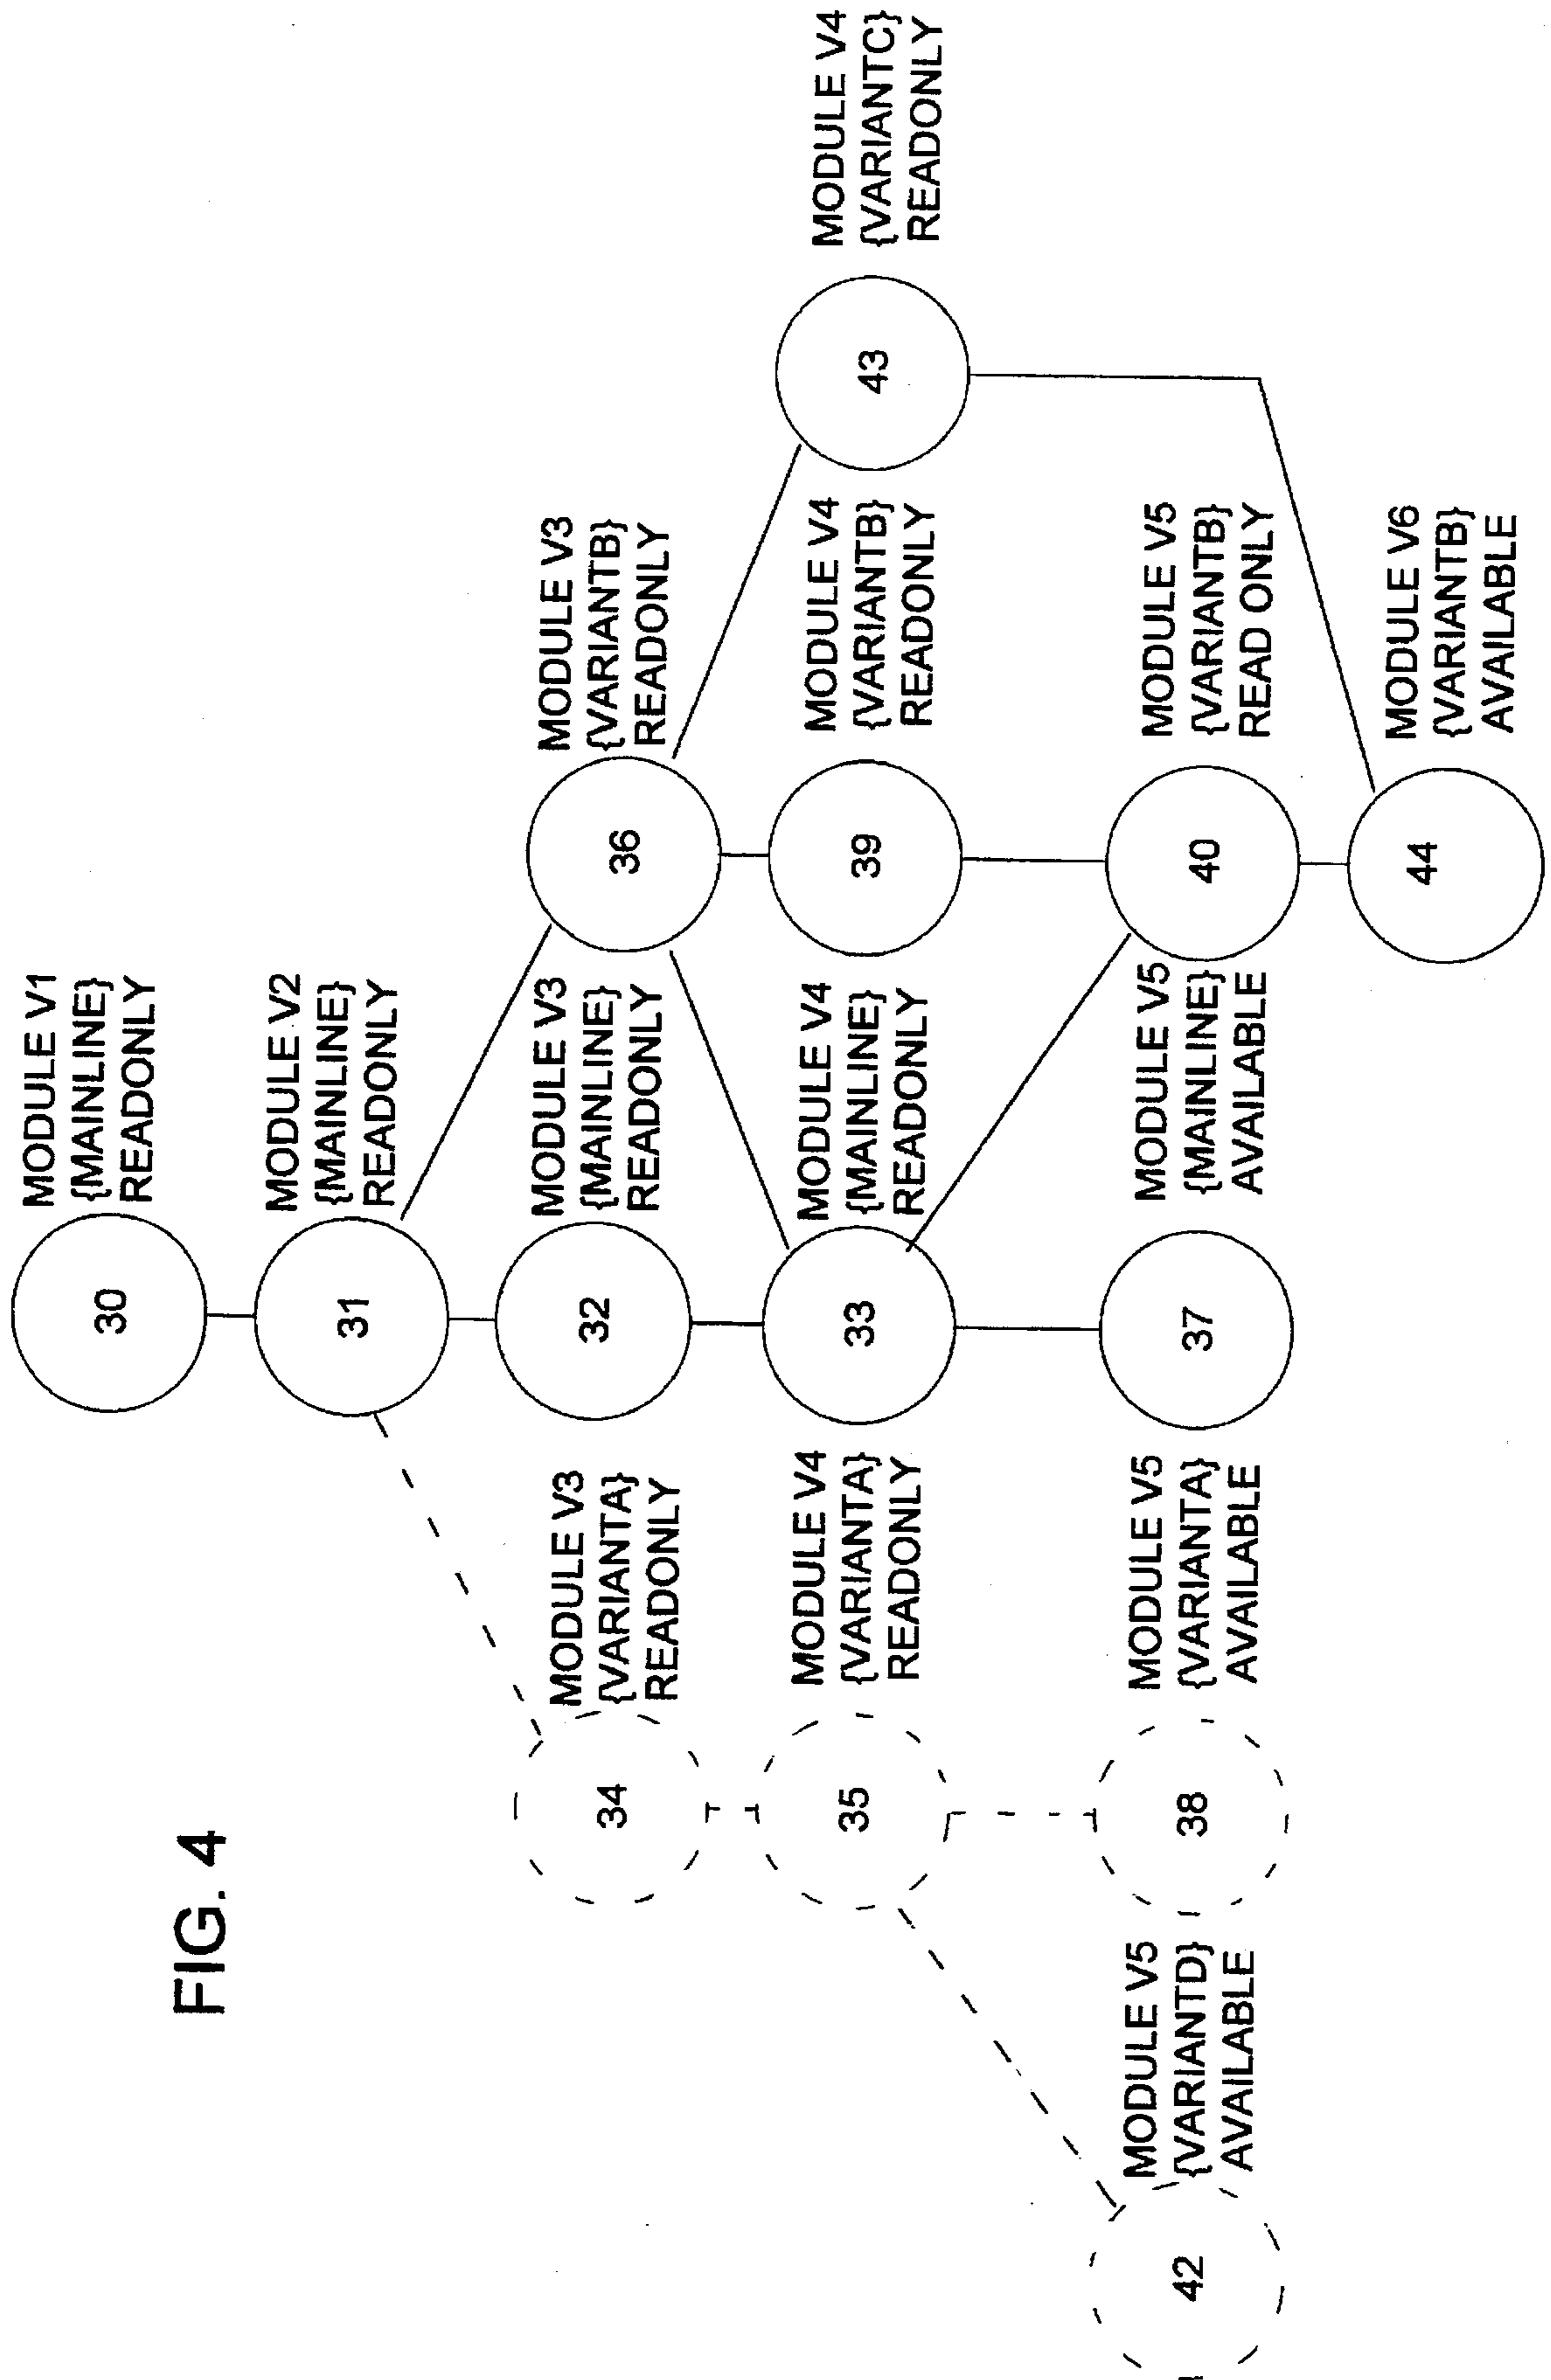 FIG. 4
30
MODULE V1
{MAINLINE}
READONLY
31
MODULE V2
{MAINLINE}
READONLY
34
MODULE V3
{VARIANTA}
READONLY
32
MODULE V3
{MAINLINE}
READONLY
36
MODULE V3
{VARIANTB}
READONLY
35
MODULE V4
{VARIANTA}
READONLY
33
MODULE V4
{MAINLINE}
READONLY
39
MODULE V4
{VARIANTB}
READONLY
43
MODULE V4
{VARIANTC}
READONLY
42
MODULE V5
{VARIANTD}
AVAILABLE
38
MODULE V5
{VARIANTA}
AVAILABLE
37
MODULE V5
{MAINLINE}
AVAILABLE
40
MODULE V5
{VARIANTB}
READ ONLY
44
MODULE V6
{VARIANTB}
AVAILABLE